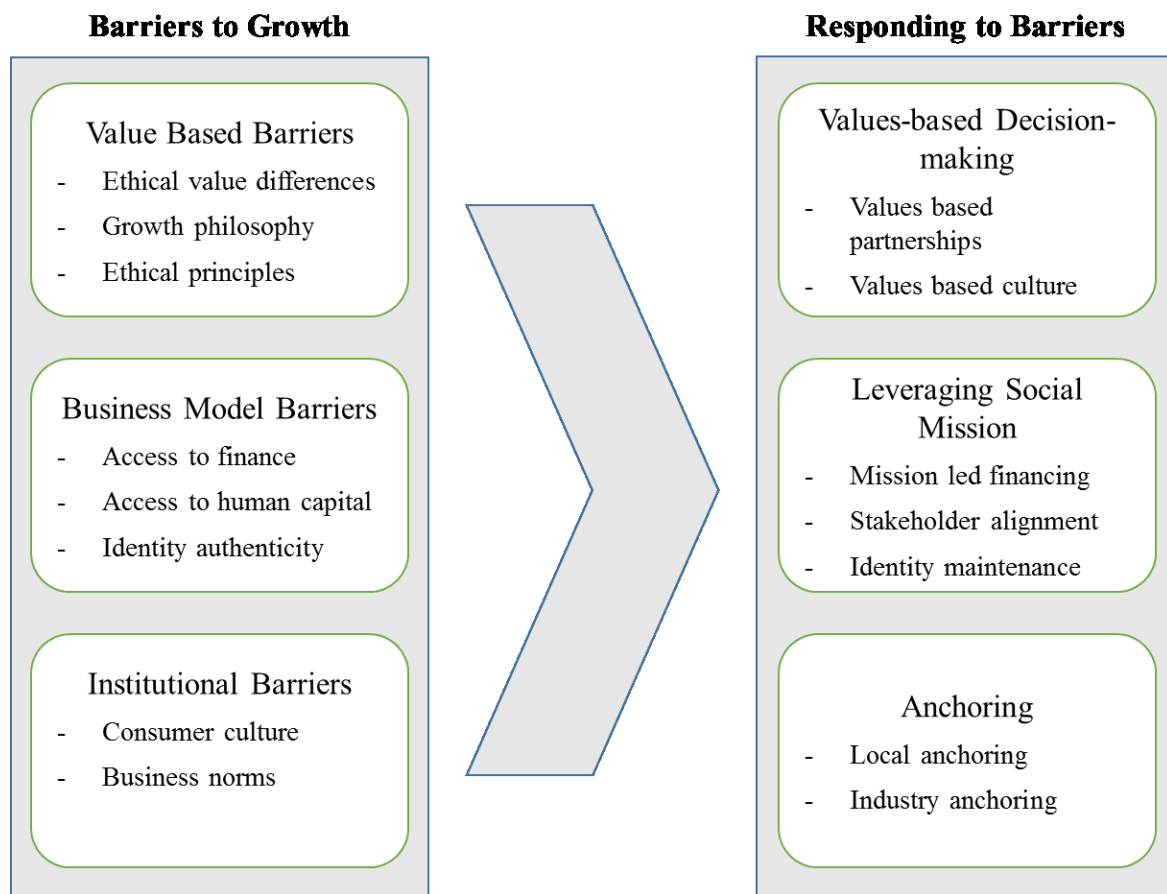 Barriers to Growth
Value Based Barriers
- Ethical value differences
- Growth philosophy
- Ethical principles
Business Model Barriers
- Access to finance
- Access to human capital
- Identity authenticity
Institutional Barriers
- Consumer culture
- Business norms
Responding to Barriers
Values-based Decision-
making
- Values based
partnerships
- Values based culture
Leveraging Social
Mission
- Mission led financing
- Stakeholder alignment
- Identity maintenance
Anchoring
- Local anchoring
- Industry anchoring